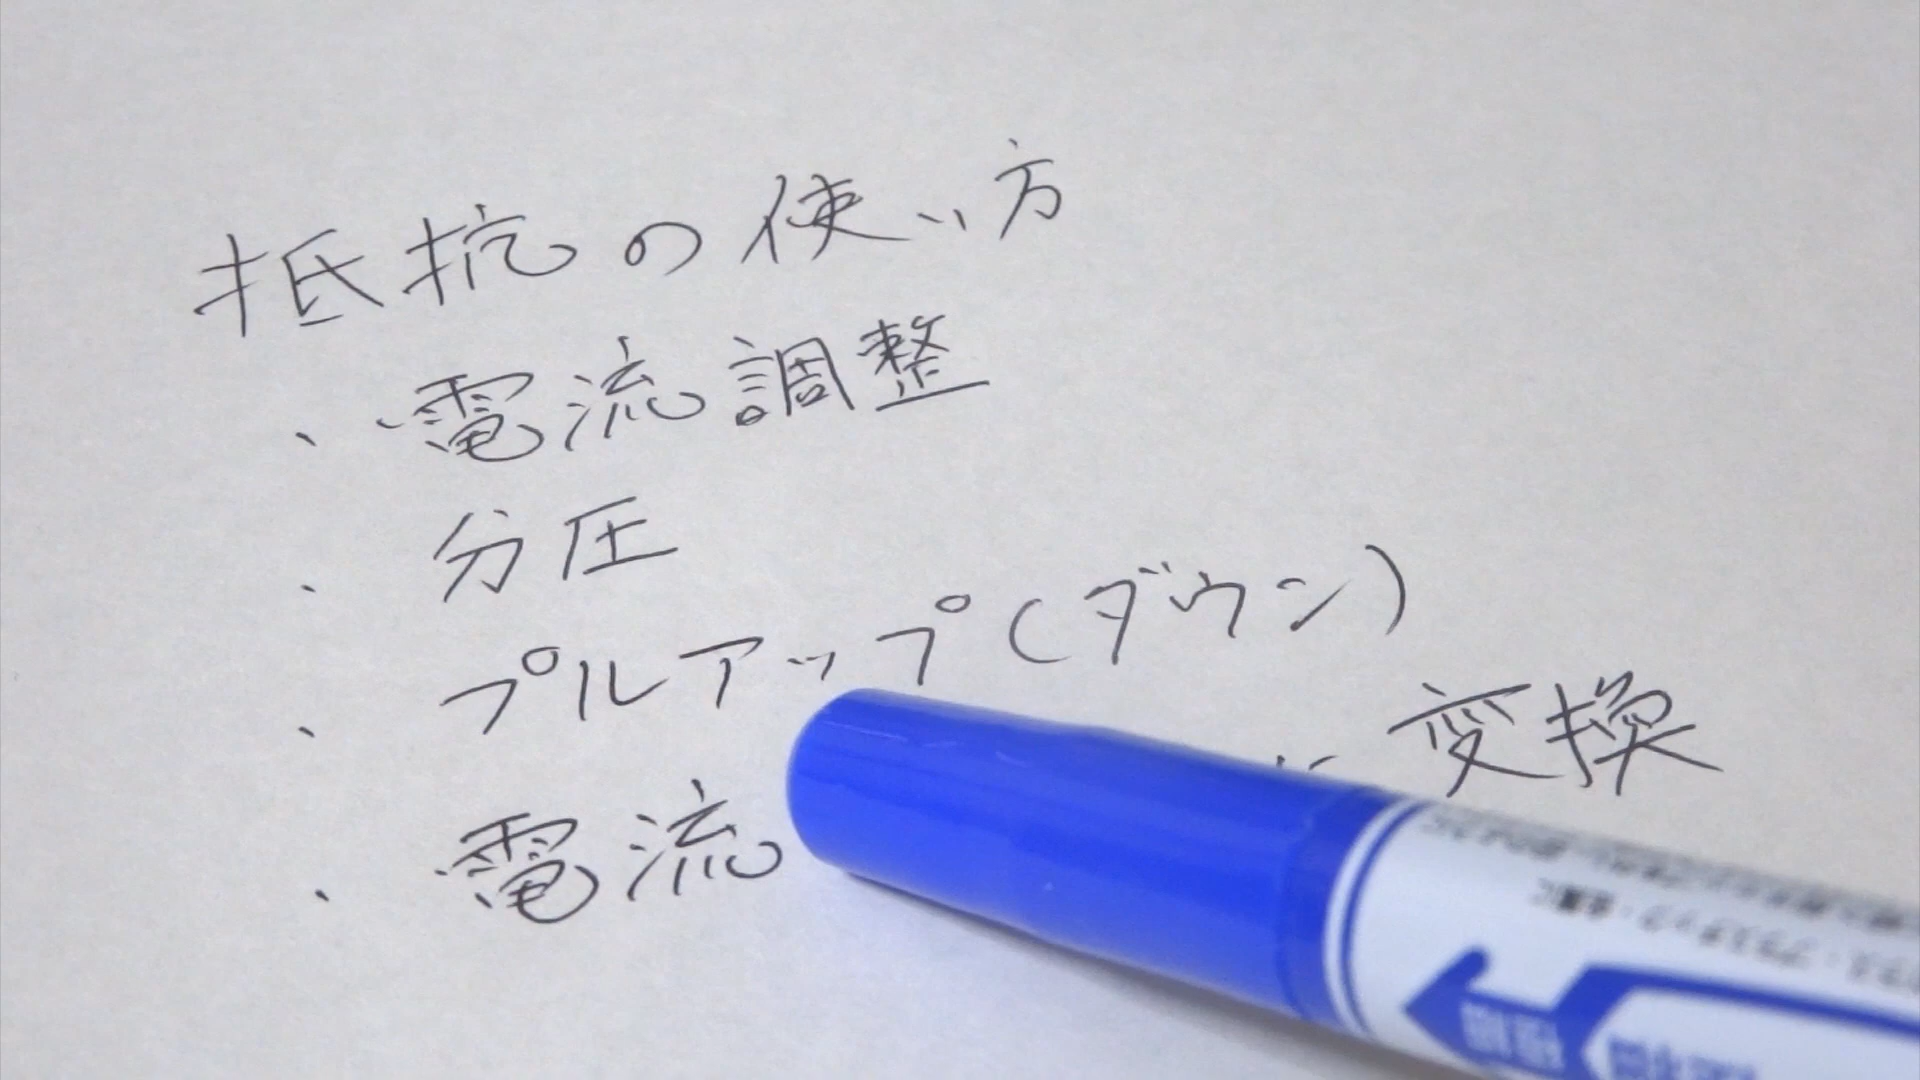 抵抗の使い方
・電流調整
・分圧
・プルアップ(ダウン)
・電流 変換